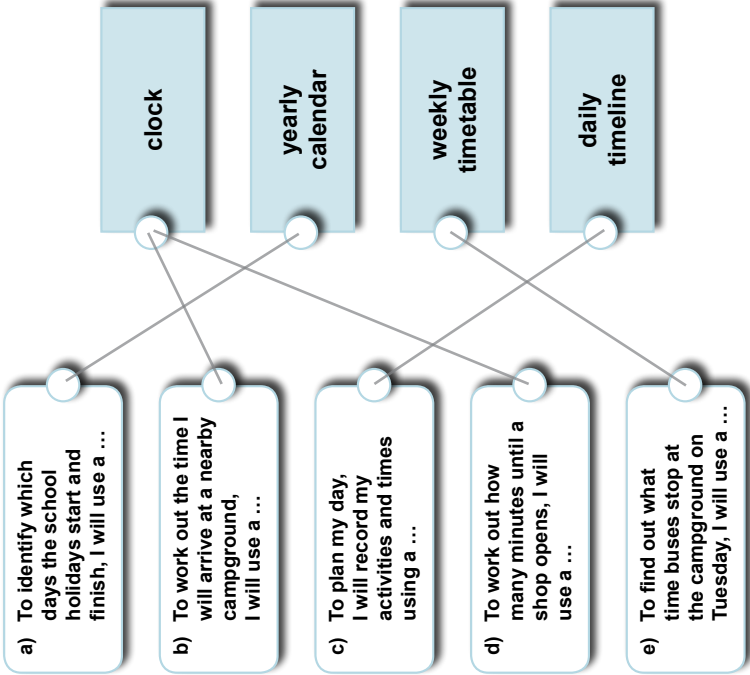 a) To identify which
days the school
holidays start and
finish, I will use a …
b) To work out the time I
will arrive at a nearby
campground,
I will use a …
c) To plan my day,
I will record my
activities and times
using a …
d) To work out how
many minutes until a
shop opens, I will
use a …
e) To find out what
time buses stop at
the campground on
Tuesday, I will use a …
clock
yearly
calendar
weekly
timetable
daily
timeline